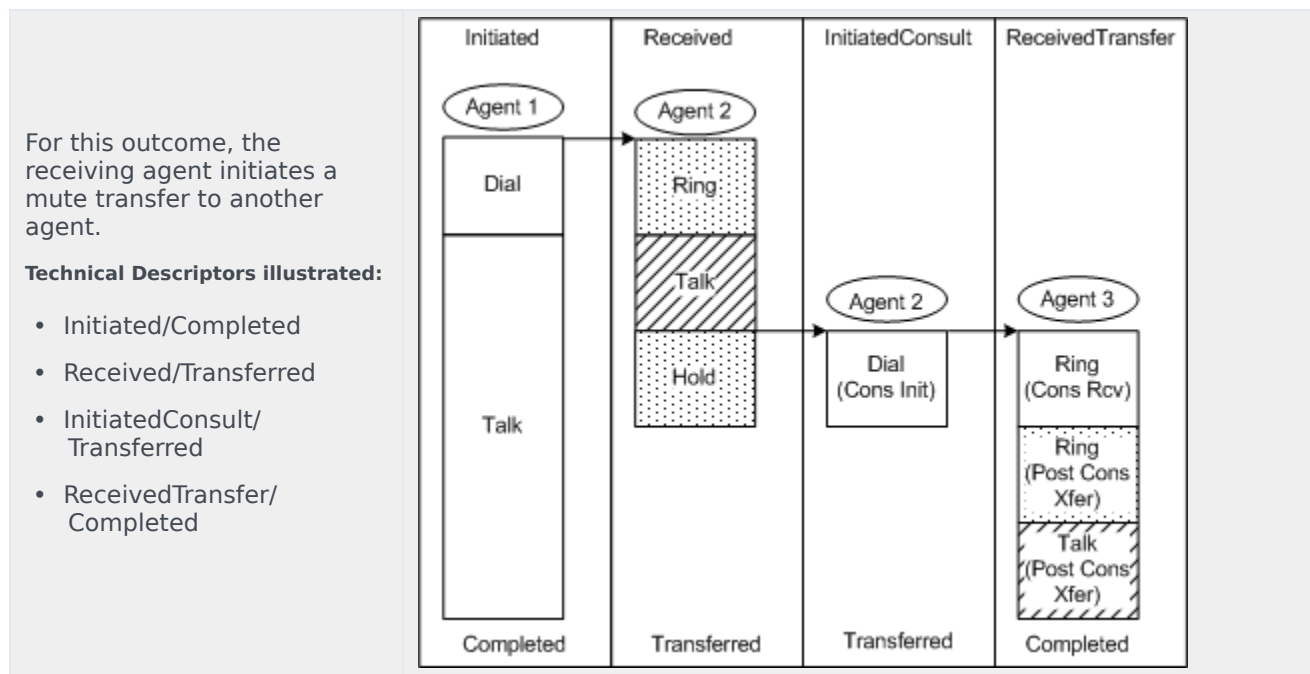 For this outcome, the
receiving agent initiates a
mute transfer to another
agent.
Technical Descriptors illustrated:
• Initiated/Completed
• Received/Transferred
• InitiatedConsult/
Transferred
• ReceivedTransfer/
Completed
Initiated
Received
InitiatedConsult
ReceivedTransfer
Agent 1
Agent 2
Dial
Ring
Talk
Agent 2
Agent 3
Hold
Dial
(Cons Init)
Ring
(Cons Rcv)
Talk
Ring
(Post Cons
Xfer)
Talk
(Post Cons
Xfer)
Completed
Transferred
Transferred
Completed